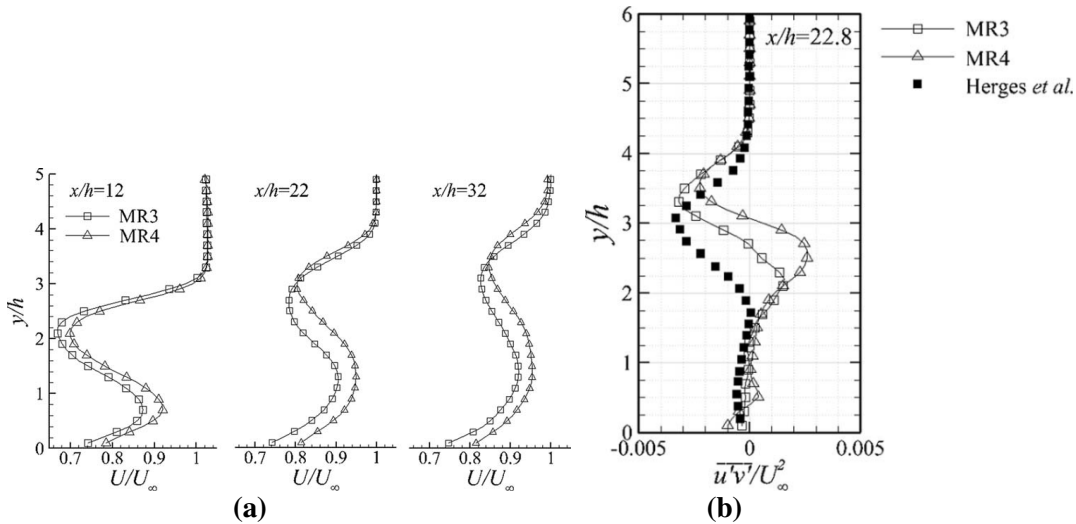 5
4
3
2
1
0
y/h
x/h=12
MR3
MR4
0.7 0.8 0.9 1
U/U∞
x/h=22
0.7 0.8 0.9 1
U/U∞
x/h=32
0.7 0.8 0.9 1
U/U∞
(a)
6
5
4
3
2
1
0
y/h
x/h=22.8
-0.005 0 0.005
u'v'/U²∞
(b)
MR3
MR4
Herges et al.